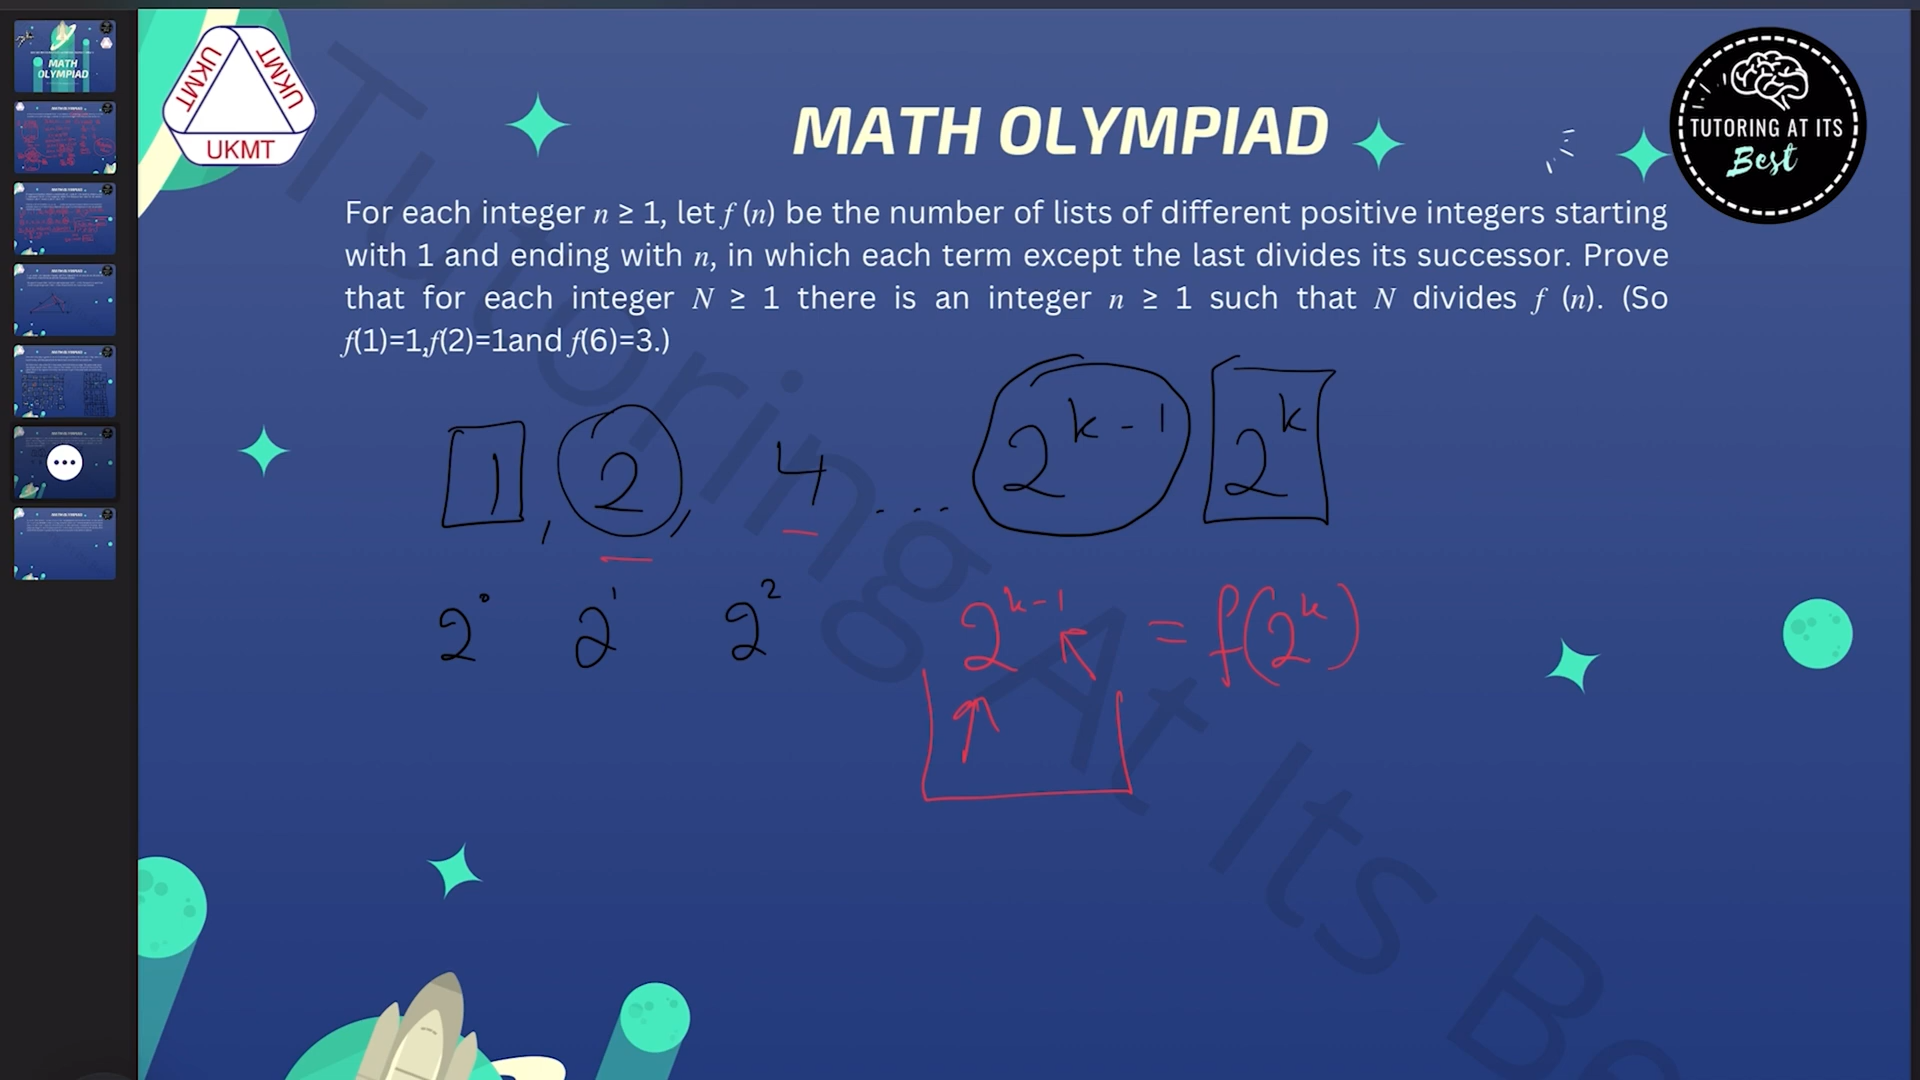 UKMT UKMT UKMT
MATH OLYMPIAD
TUTORING AT ITS
Best
For each integer n ≥ 1, let f (n) be the number of lists of different positive integers starting
with 1 and ending with n, in which each term except the last divides its successor. Prove
that for each integer N ≥ 1 there is an integer n ≥ 1 such that N divides f (n). (So
f(1)=1,f(2)=1and f(6)=3.)
1, 2, 4 .... 2^{k-1} 2^k
2^0 2^1 2^2 2^{k-1} = f(2^k)
Tutoring At Its Be
MATH
OLYMPIAD